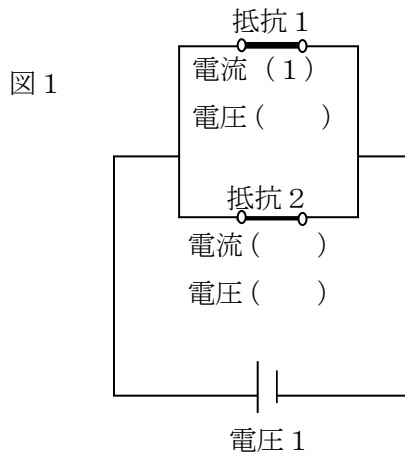 抵抗１
図１
電流（１）
電圧（　　）
抵抗２
電流（　　）
電圧（　　）
電圧１